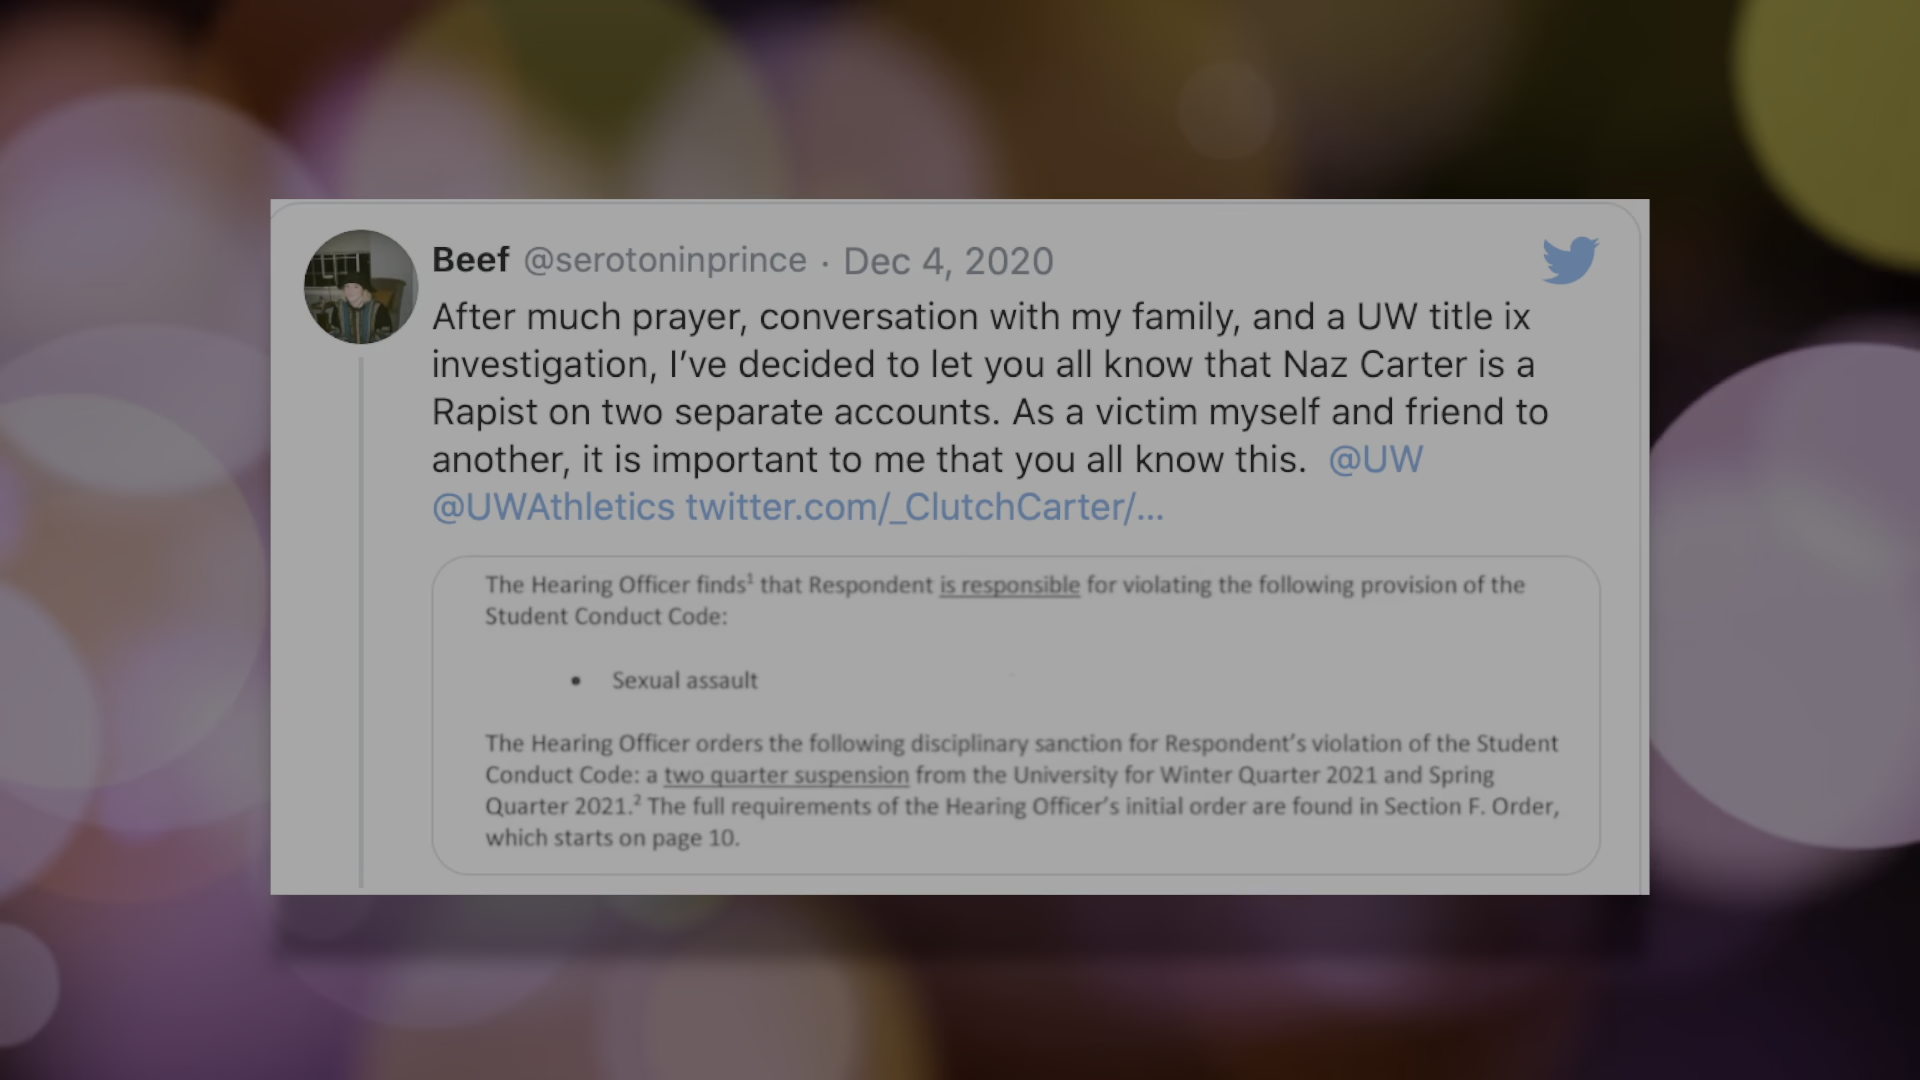 Beef @serotoninprince · Dec 4, 2020
After much prayer, conversation with my family, and a UW title ix
investigation, I’ve decided to let you all know that Naz Carter is a
Rapist on two separate accounts. As a victim myself and friend to
another, it is important to me that you all know this. @UW
@UWAthletics twitter.com/_ClutchCarter/...
The Hearing Officer finds¹ that Respondent is responsible for violating the following provision of the
Student Conduct Code:
• Sexual assault
The Hearing Officer orders the following disciplinary sanction for Respondent’s violation of the Student
Conduct Code: a two quarter suspension from the University for Winter Quarter 2021 and Spring
Quarter 2021.² The full requirements of the Hearing Officer’s initial order are found in Section F. Order,
which starts on page 10.